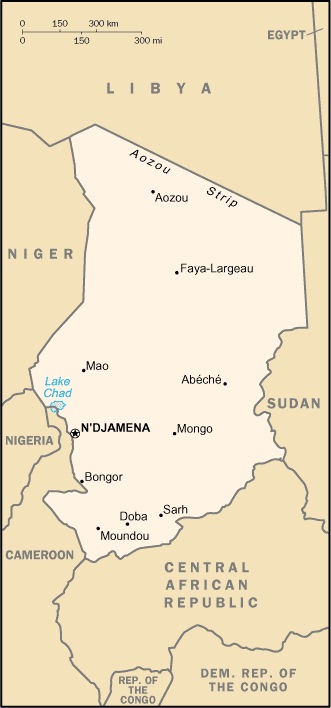 0 150 300 km
0 150 300 mi
EGYPT
LIBYA
Aozou Strip
Aozou
NIGER
Faya-Largeau
Mao
Lake
Chad
Abéché
SUDAN
N'DJAMENA
Mongo
NIGERIA
Bongor
Sarh
Doba
Moundou
CAMEROON
CENTRAL
AFRICAN
REPUBLIC
REP. OF
THE
CONGO
DEM. REP. OF
THE CONGO